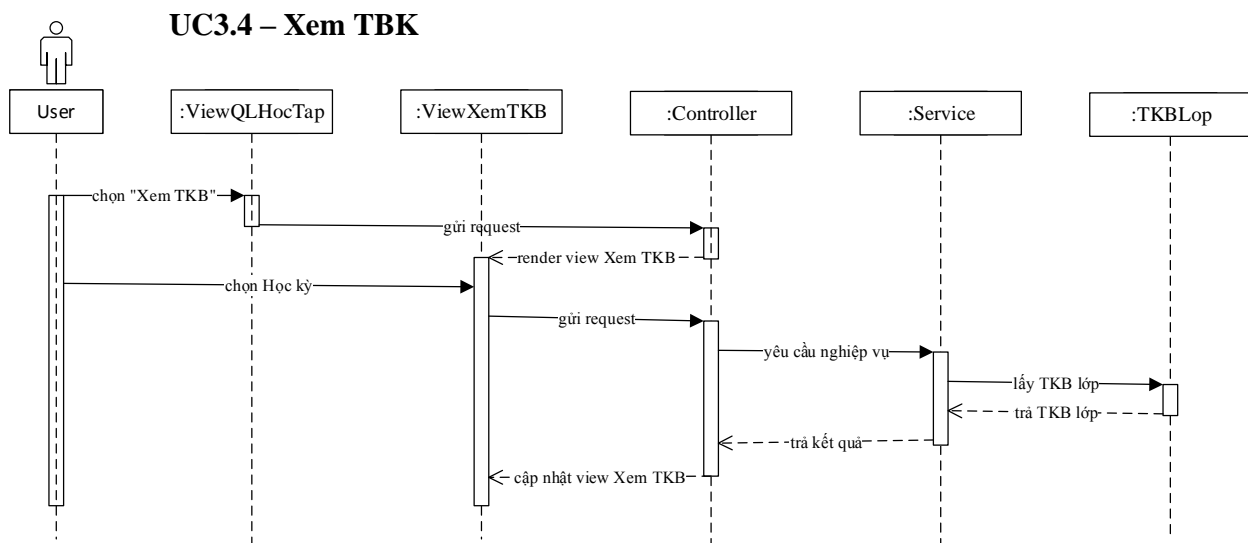 UC3.4 – Xem TBK
User
:ViewQLHocTap
:ViewXemTKB
:Controller
:Service
:TKBLop
chọn "Xem TKB"
gửi request
render view Xem TKB
chọn Học kỳ
gửi request
yêu cầu nghiệp vụ
lấy TKB lớp
trả TKB lớp
trả kết quả
cập nhật view Xem TKB